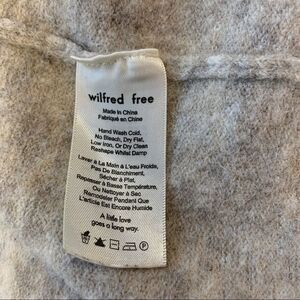 wilfred free
Made in China
Fabriqué en Chine
Hand Wash Cold,
No Bleach, Dry Flat,
Low Iron, Or Dry Clean
Reshape Whilst Damp
Laver à La Main à L'eau Froide,
Pas De Blanchiment,
Sécher à Plat,
Repasser à Basse Température,
Ou Nettoyer à Sec
Remodeler Pendant Que
L'article Est Encore Humide
A little love
goes a long way.